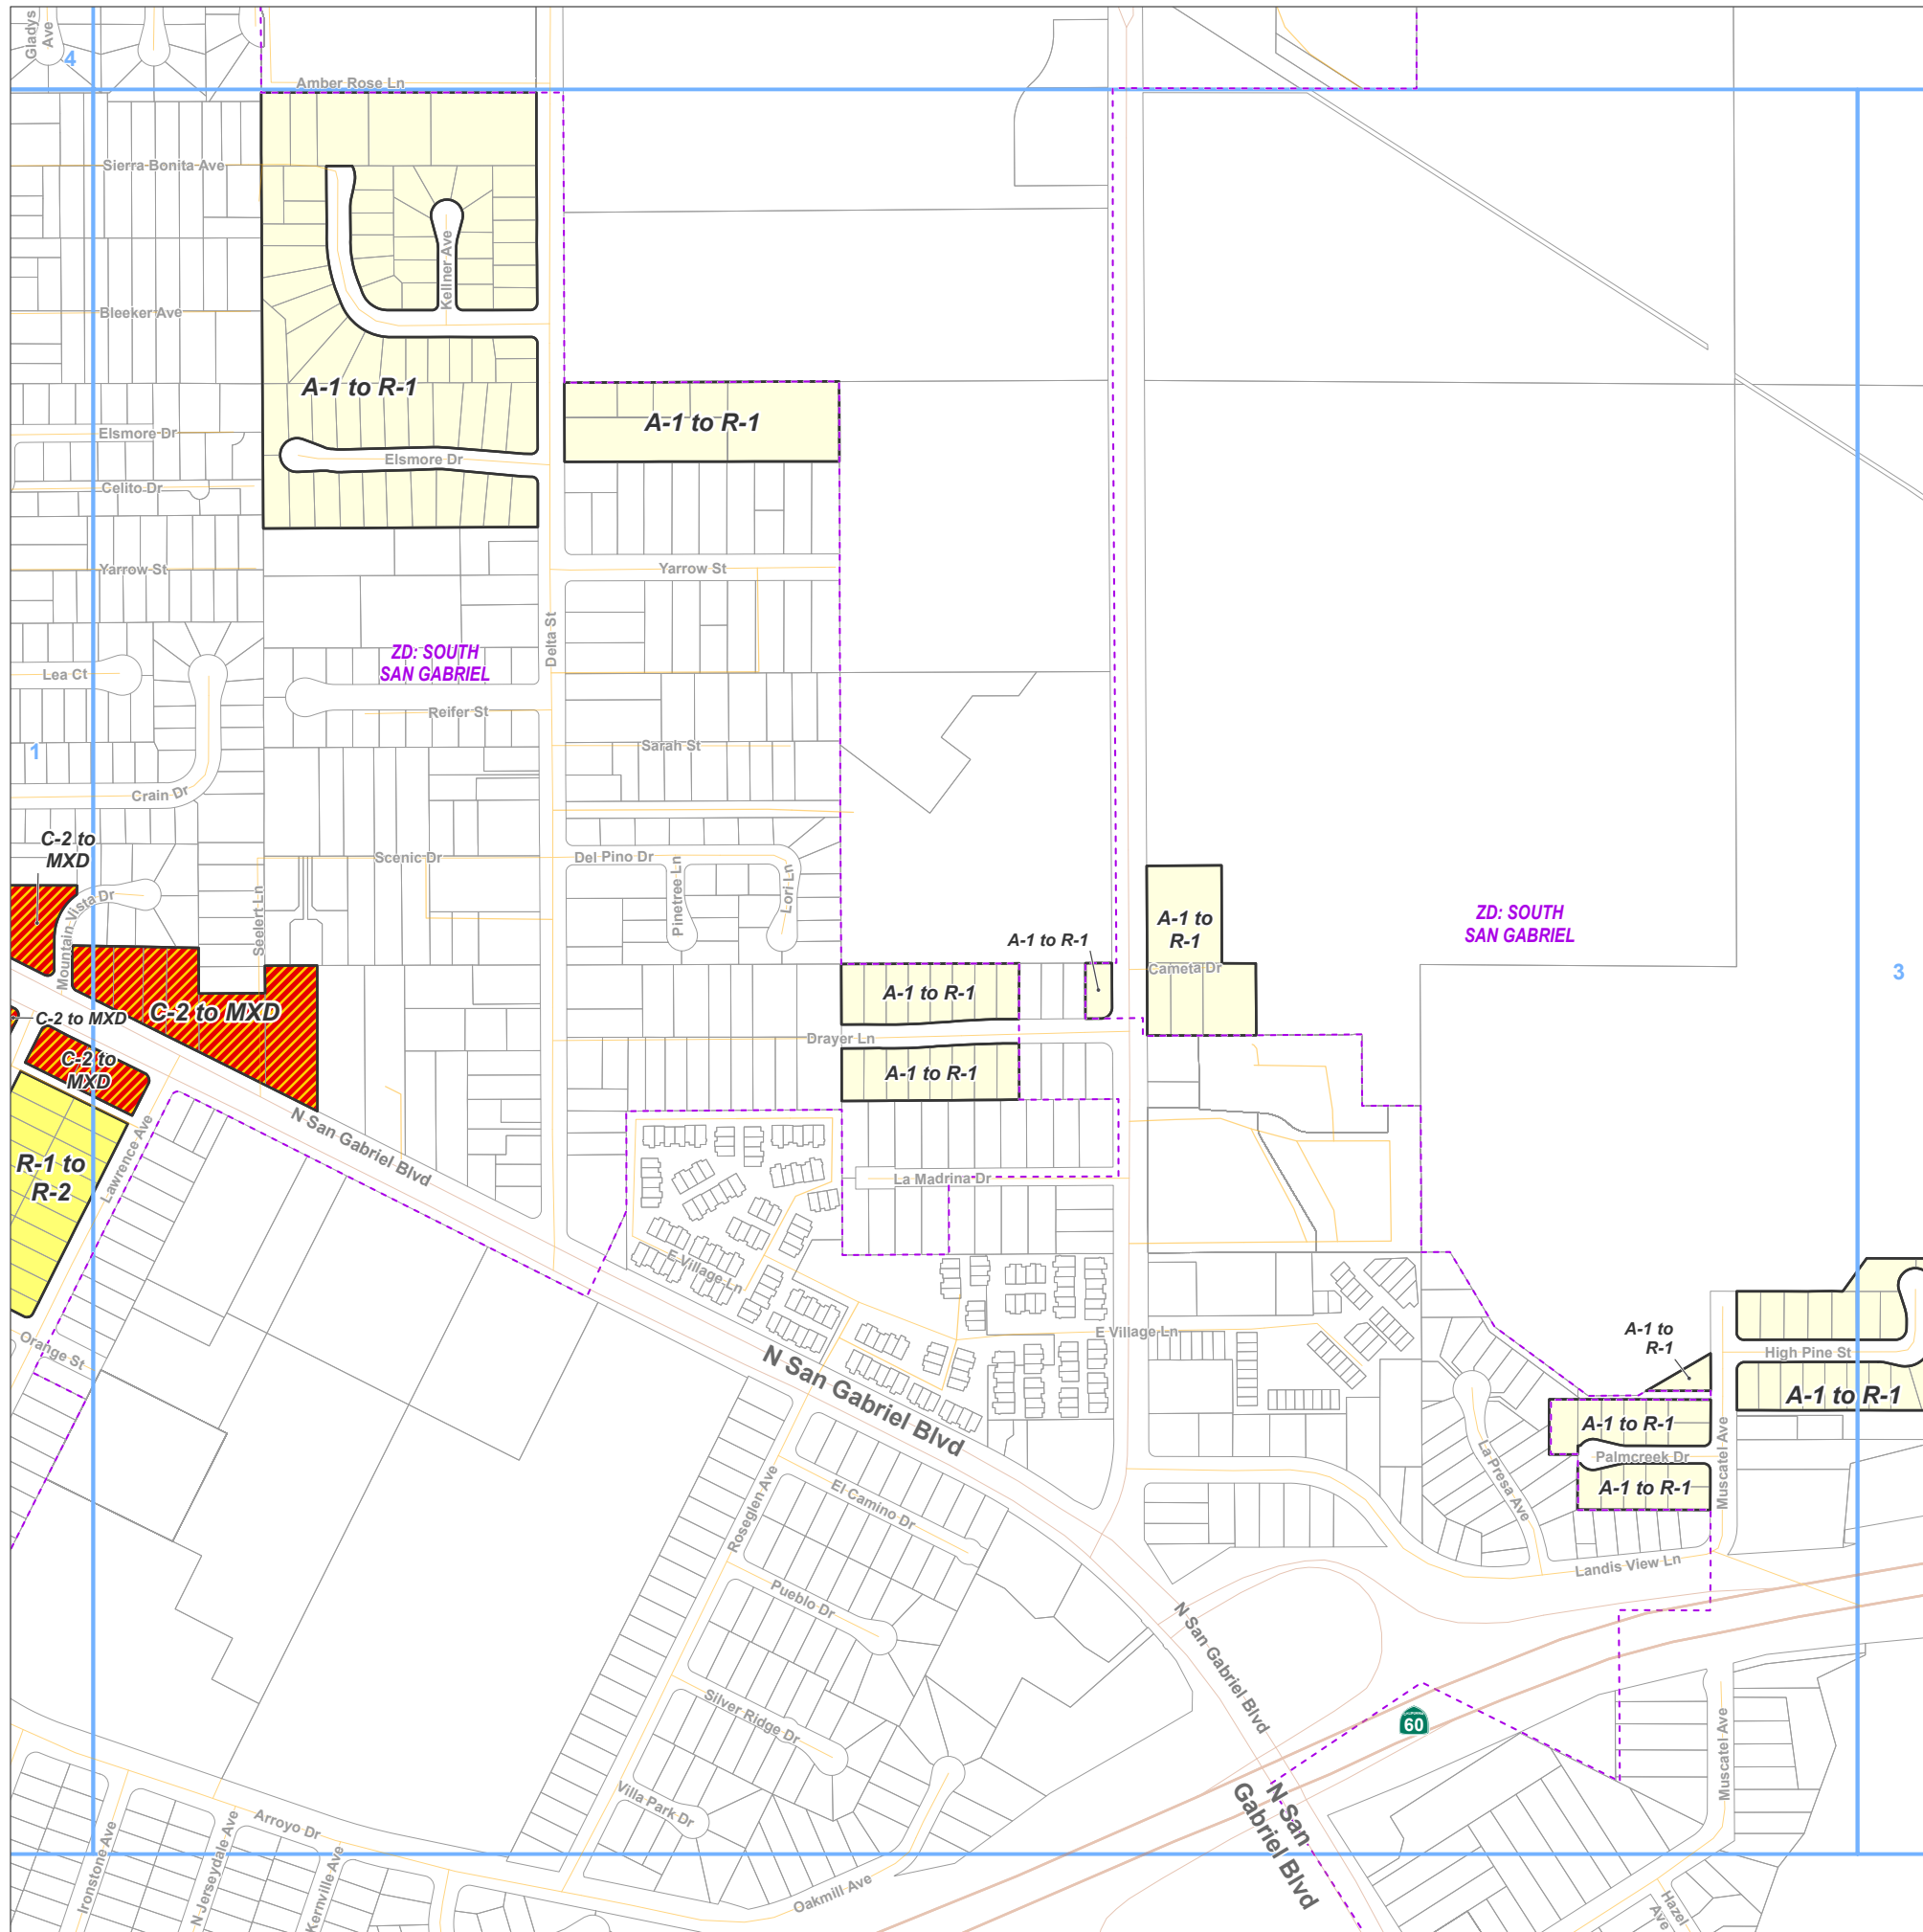 Gladys
Ave
4
Amber Rose Ln
Sierra Bonita Ave
Kellner Ave
Bleeker Ave
A-1 to R-1
A-1 to R-1
Elsmore Dr
Elsmore Dr
Celito Dr
Yarrow St
Yarrow St
Delta St
ZD: SOUTH
SAN GABRIEL
Lea Ct
Reifer St
Sarah St
1
Crain Dr
C-2 to
MXD
Scenic Dr
Del Pino Dr
Pinetree Ln
Lori Ln
Mountain Vista Dr
Seelert Ln
A-1 to
R-1
ZD: SOUTH
SAN GABRIEL
A-1 to R-1
Cameta Dr
3
A-1 to R-1
C-2 to MXD
C-2 to MXD
Drayer Ln
C-2 to
MXD
A-1 to R-1
N San Gabriel Blvd
Lawrence Ave
R-1 to
R-2
La Madrina Dr
E Village Ln
Orange St
E Village Ln
A-1 to
R-1
High Pine St
N San Gabriel Blvd
A-1 to R-1
A-1 to R-1
Palmcreek Dr
A-1 to R-1
Muscatel Ave
La Presa Ave
Roseglen Ave
El Camino Dr
Landis View Ln
Pueblo Dr
N San Gabriel Blvd
Silver Ridge Dr
CALIFORNIA
60
Muscatel Ave
Villa Park Dr
N San
Gabriel Blvd
Arroyo Dr
Ironstone Ave
N Jerseydale Ave
Kernville Ave
Oakmill Ave
Hazel
Ave